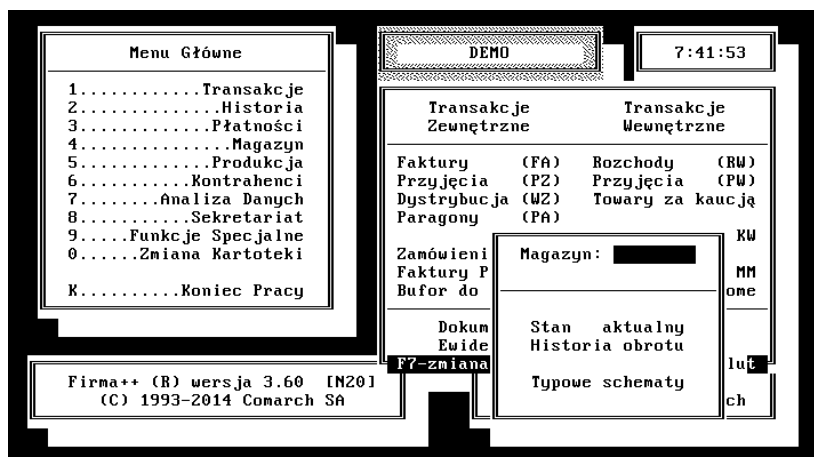 Menu Główne
1............Transakcje
2..............Historia
3.............Płatności
4...............Magazyn
5.............Produkcja
6...........Kontrahenci
7........Analiza Danych
8...........Sekretariat
9.....Funkcje Specjalne
0......Zmiana Kartoteki
K..........Koniec Pracy
DEMO
7:41:53
Transakcje Transakcje
Zewnętrzne Wewnętrzne
Faktury (FA) Rozchody (RW)
Przyjęcia (PZ) Przyjęcia (PW)
Dystrybucja (WZ) Towary za kaucją
Paragony (PA)
KW
Zamówieni
Faktury P MM
Bufor do ome
Dokum
Ewide
F7-zmiana lut
ch
Magazyn:
Stan aktualny
Historia obrotu
Typowe schematy
Firma++ (R) wersja 3.60 [N20]
(C) 1993-2014 Comarch SA